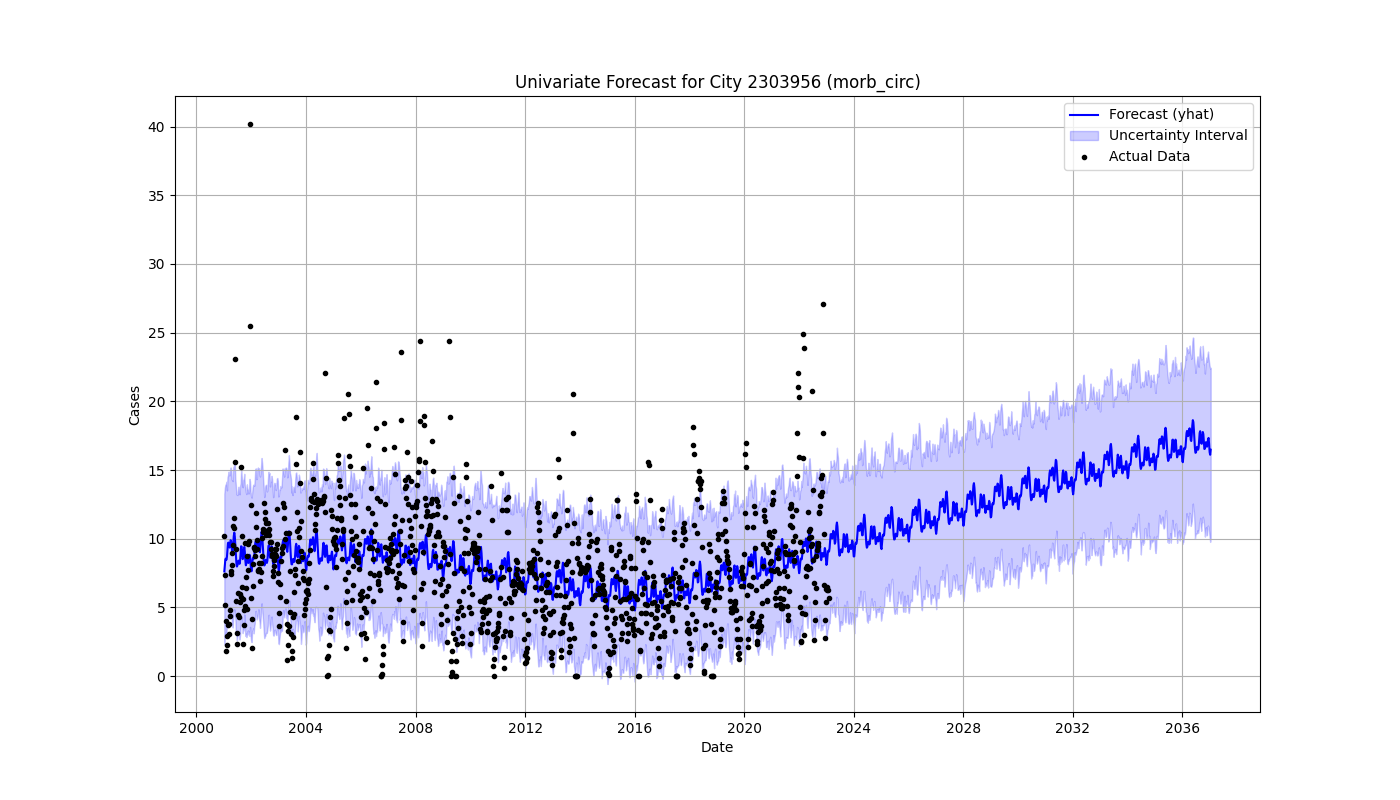 Univariate Forecast for City 2303956 (morb_circ)
Forecast (yhat)
Uncertainty Interval
Actual Data
Cases
40
35
30
25
20
15
10
5
0
2000 2004 2008 2012 2016 2020 2024 2028 2032 2036
Date